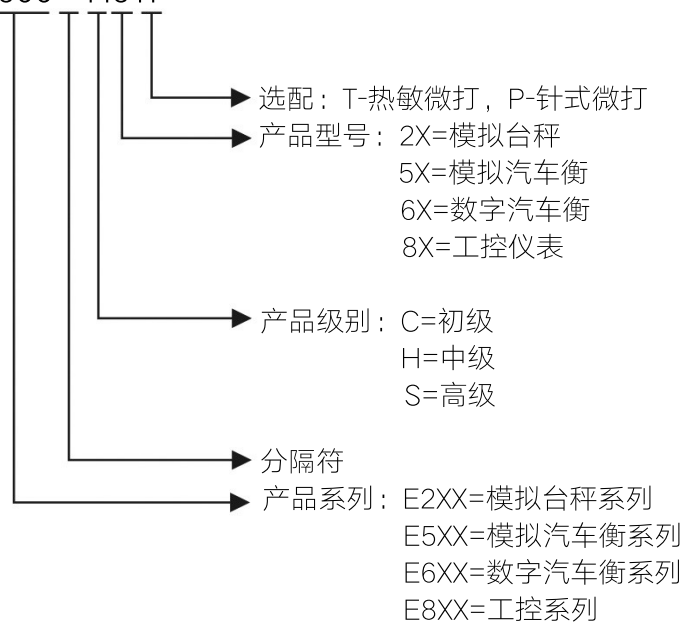 选配：T-热敏微打，P-针式微打
产品型号：2X=模拟台秤
5X=模拟汽车衡
6X=数字汽车衡
8X=工控仪表
产品级别：C=初级
H=中级
S=高级
分隔符
产品系列：E2XX=模拟台秤系列
E5XX=模拟汽车衡系列
E6XX=数字汽车衡系列
E8XX=工控系列